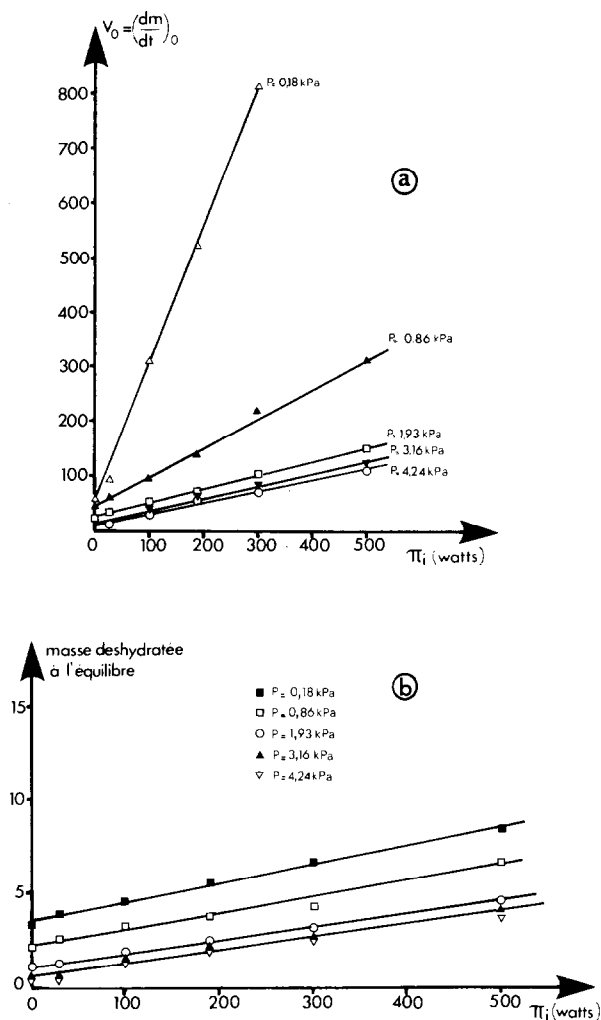 V₀ = (dm/dt)₀
P= 0,18 kPa
800
700
ⓐ
600
500
400
P= 0.86 kPa
300
200
P= 1,93 kPa
P= 3,16 kPa
100
P= 4,24 kPa
0 100 200 300 400 500
Πi (watts)
masse deshydratée
à l'équilibre
ⓑ
15
P= 0,18 kPa
P= 0,86 kPa
P= 1,93 kPa
P= 3,16 kPa
P= 4,24 kPa
10
5
0
0 100 200 300 400 500
Πi (watts)